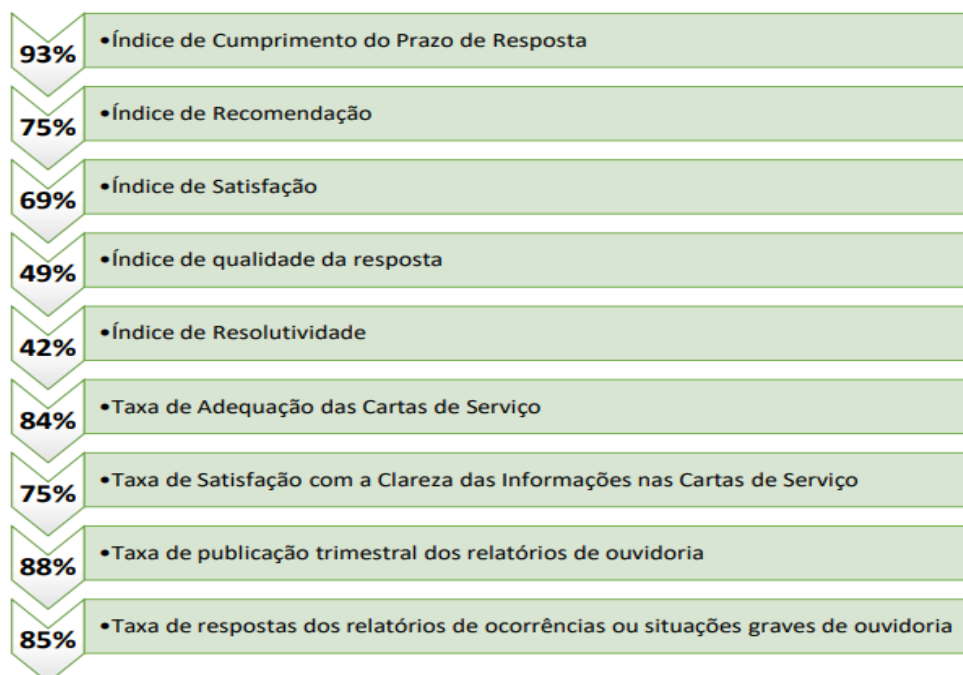 93%
•Índice de Cumprimento do Prazo de Resposta
75%
•Índice de Recomendação
69%
•Índice de Satisfação
49%
•Índice de qualidade da resposta
42%
•Índice de Resolutividade
84%
•Taxa de Adequação das Cartas de Serviço
75%
•Taxa de Satisfação com a Clareza das Informações nas Cartas de Serviço
88%
•Taxa de publicação trimestral dos relatórios de ouvidoria
85%
•Taxa de respostas dos relatórios de ocorrências ou situações graves de ouvidoria